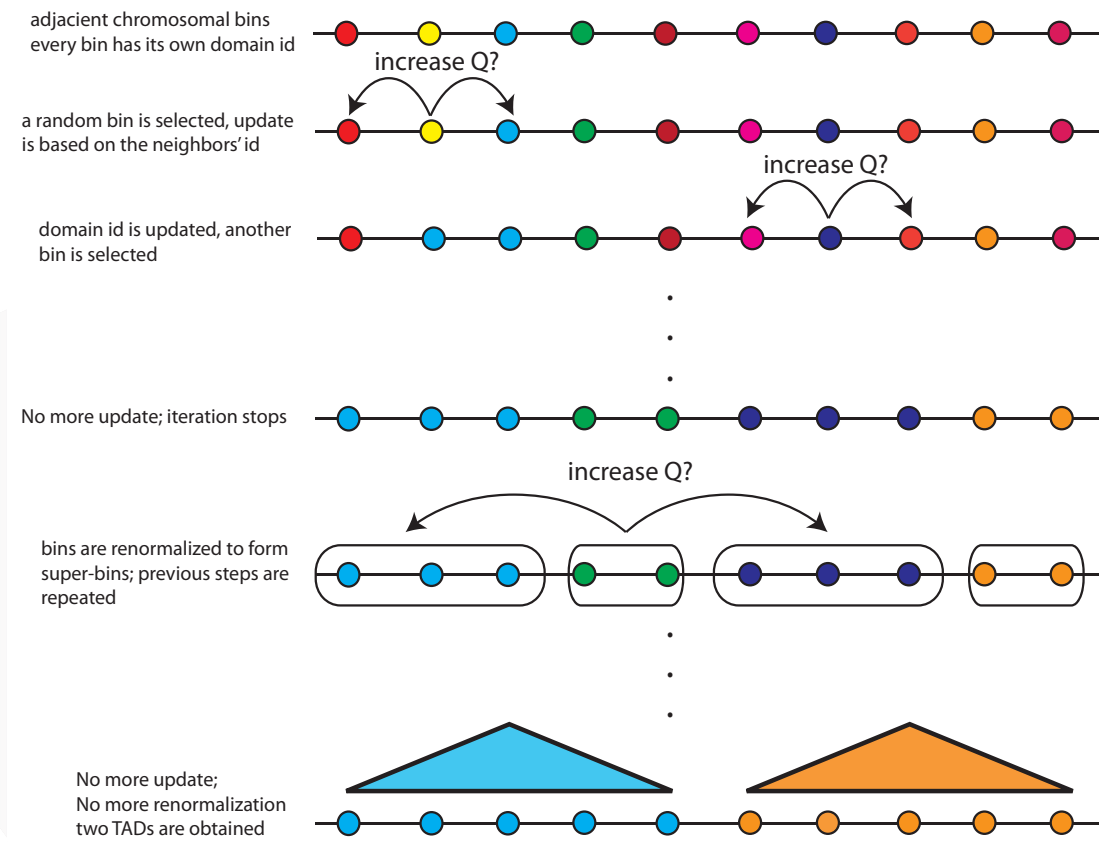 adjacient chromosomal bins
every bin has its own domain id
increase Q?
a random bin is selected, update
is based on the neighbors' id
increase Q?
domain id is updated, another
bin is selected
No more update; iteration stops
increase Q?
bins are renormalized to form
super-bins; previous steps are
repeated
No more update;
No more renormalization
two TADs are obtained